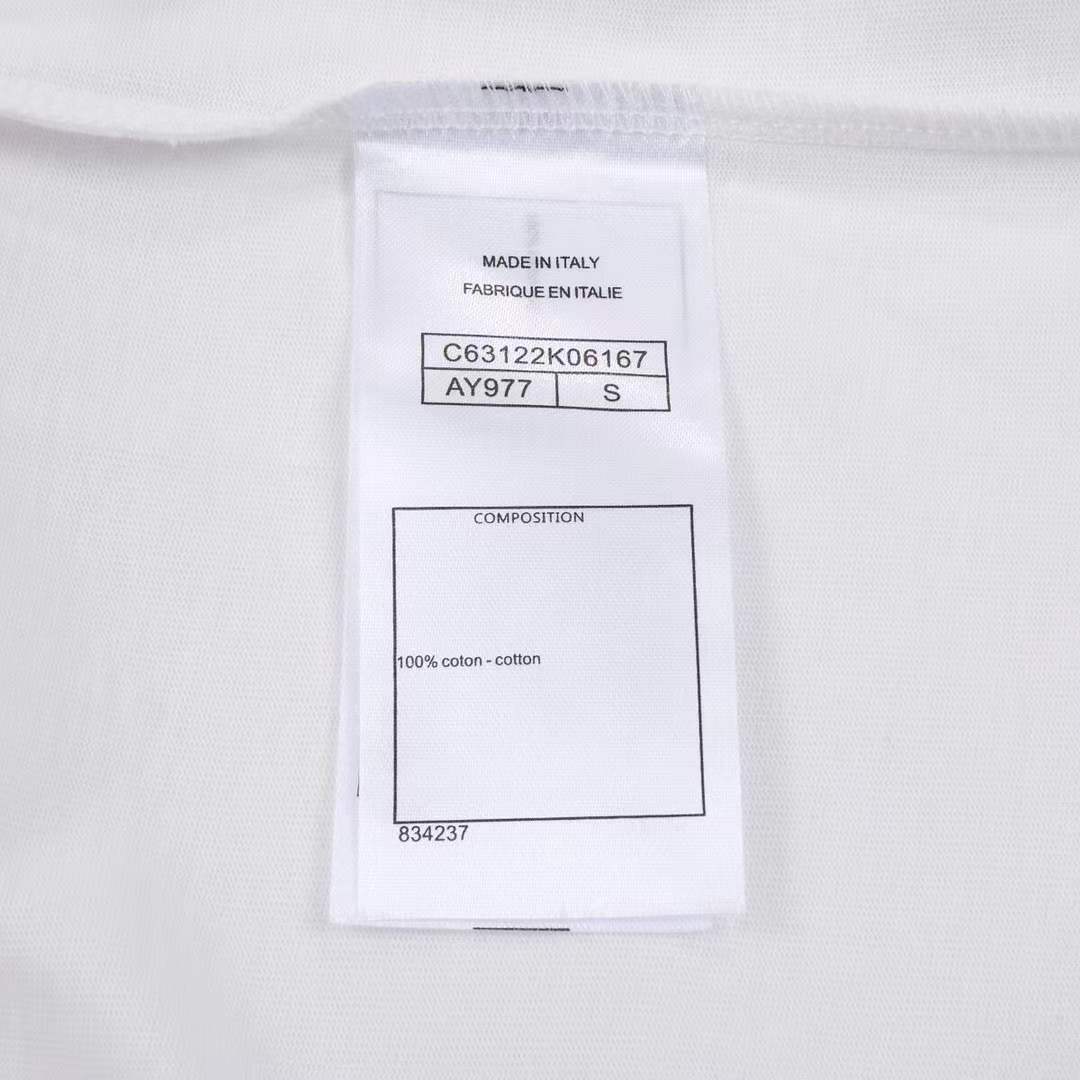 MADE IN ITALY
FABRIQUE EN ITALIE
C63122K06167
AY977 S
COMPOSITION
100% coton - cotton
834237